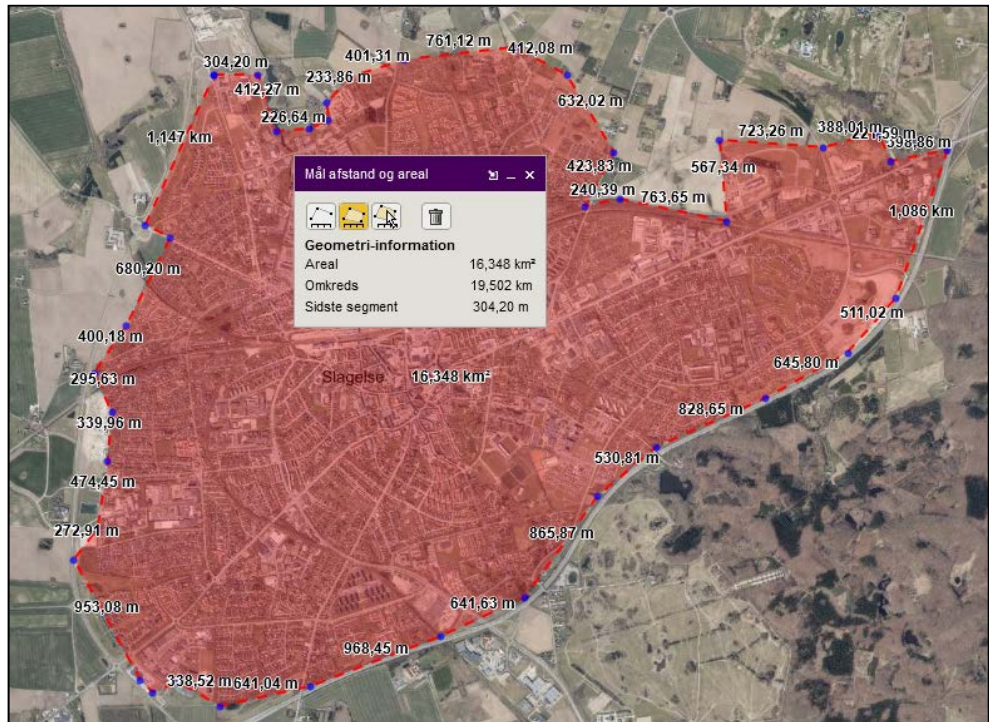 761,12 m
412,08 m
401,31 m
304,20 m
233,86 m
412,27 m
632,02 m
226,64 m
1,147 km
388,01 m
723,26 m
598,86 m
423,83 m
567,34 m
Mål afstand og areal
240,39 m
763,65 m
1,086 km
Geometri-information
Areal 16,348 km²
Omkreds 19,502 km
Sidste segment 304,20 m
680,20 m
511,02 m
400,18 m
645,80 m
295,63 m
Slagelse 16,348 km²
828,65 m
339,96 m
530,81 m
474,45 m
272,91 m
865,87 m
953,08 m
641,63 m
968,45 m
338,52 m
641,04 m